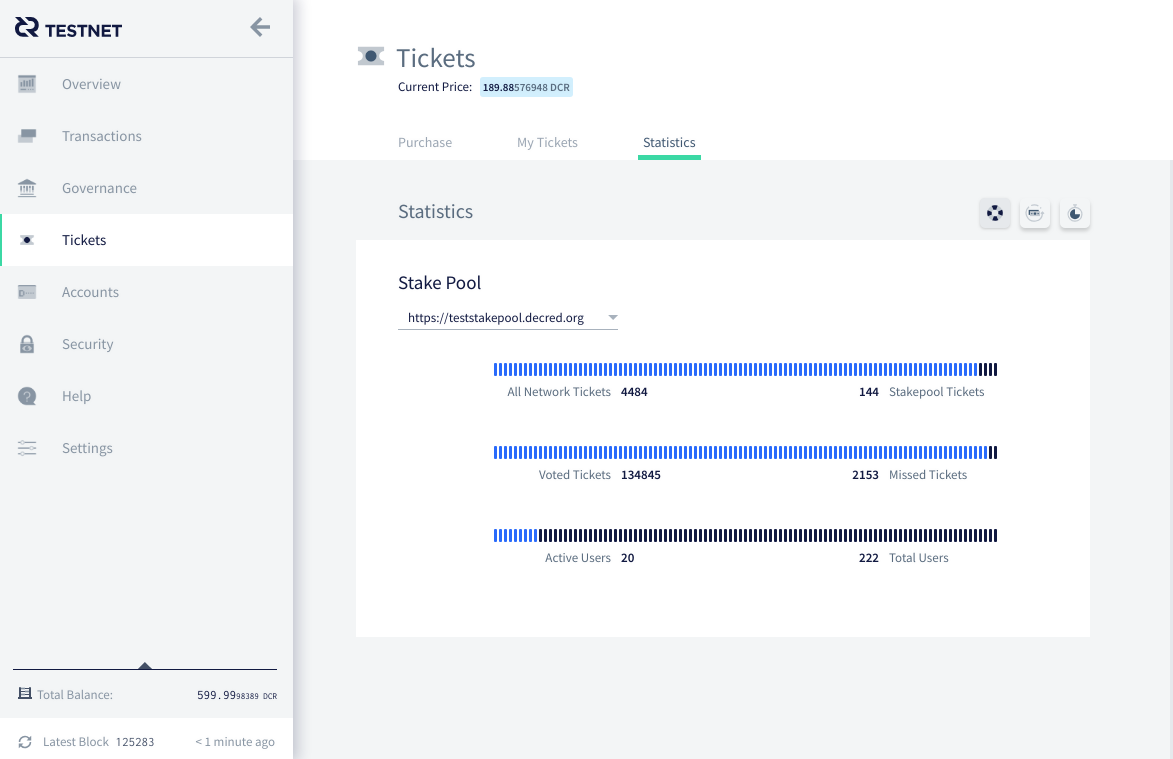 TESTNET
Overview
Transactions
Governance
Tickets
Accounts
Security
Help
Settings
Total Balance: 599.9998389 DCR
Latest Block 125283 < 1 minute ago
Tickets
Current Price: 189.88576948 DCR
Purchase My Tickets Statistics
Statistics
Stake Pool
https://teststakepool.decred.org
All Network Tickets 4484 144 Stakepool Tickets
Voted Tickets 134845 2153 Missed Tickets
Active Users 20 222 Total Users